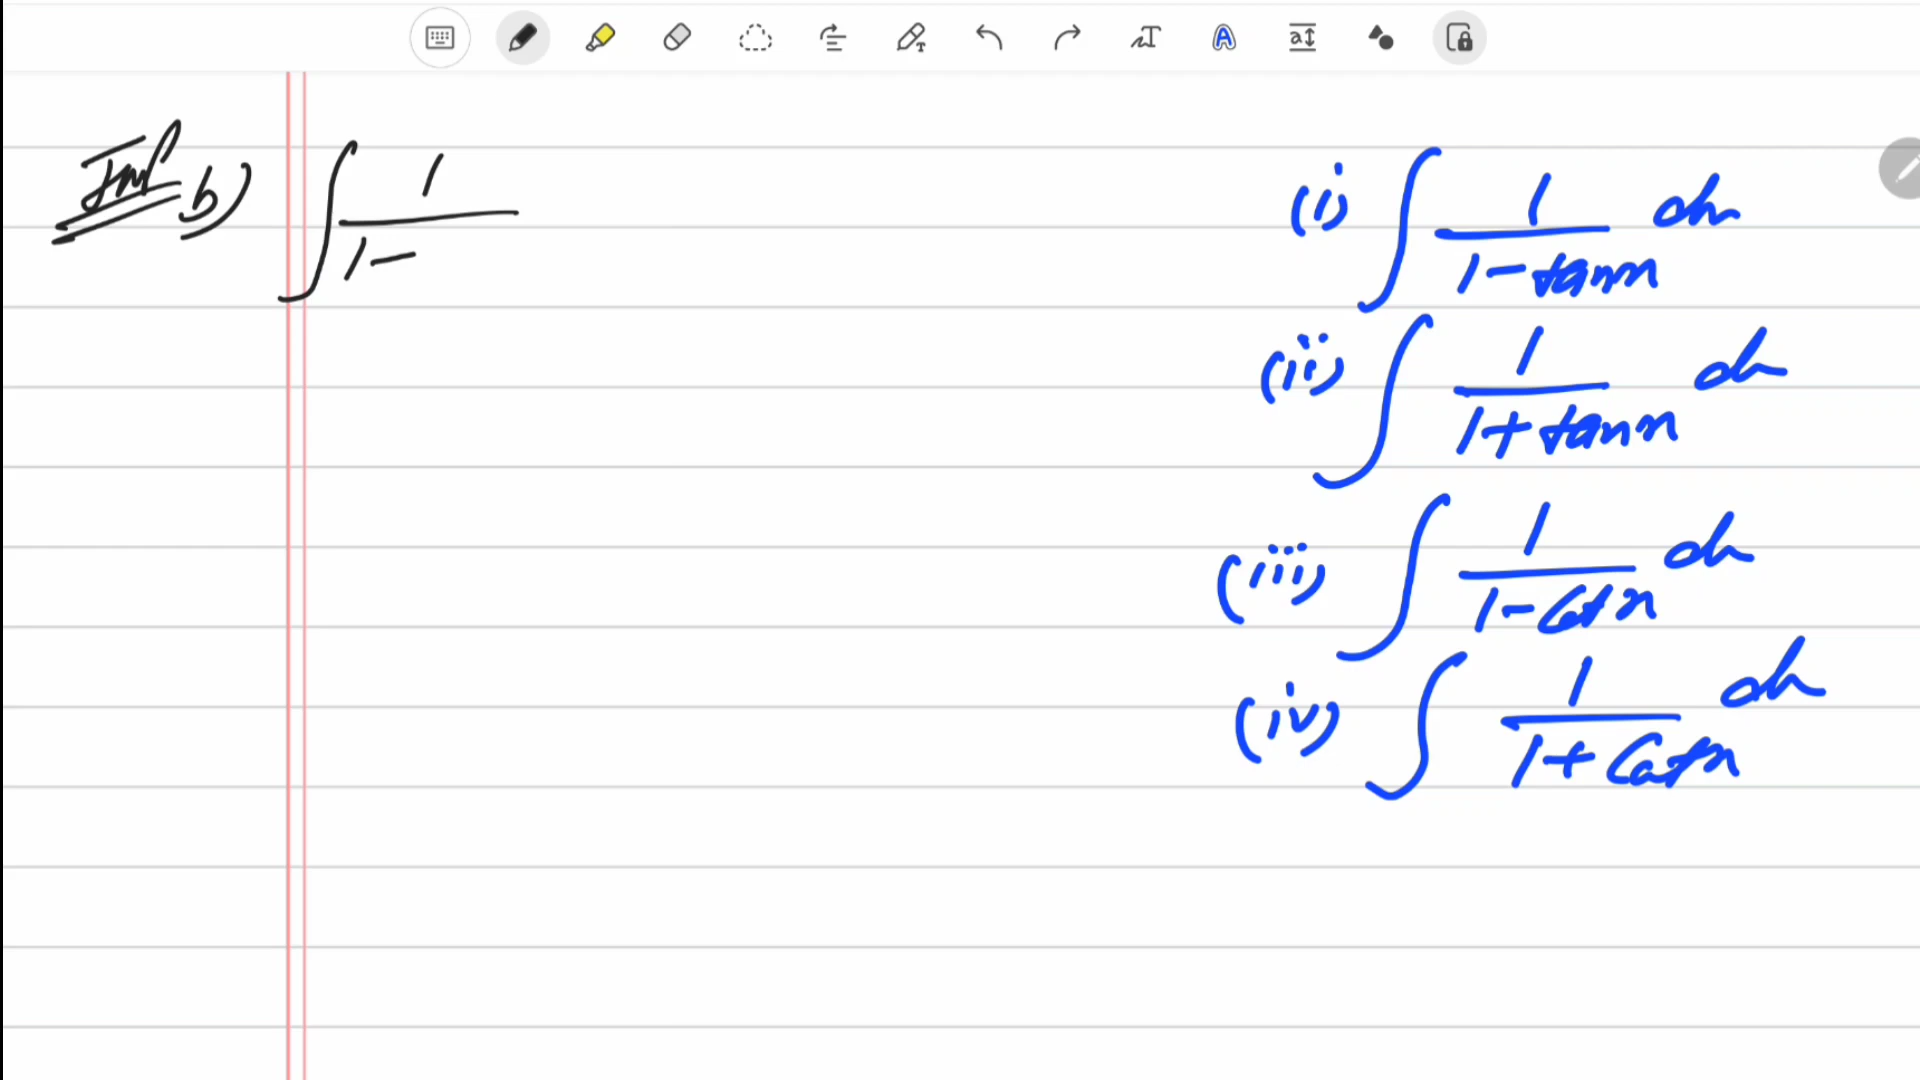 Imp b) ∫ 1/(1-
(i) ∫ 1/(1-tanx) dx
(ii) ∫ 1/(1+tanx) dx
(iii) ∫ 1/(1-Cotx) dx
(iv) ∫ 1/(1+Cotx) dx